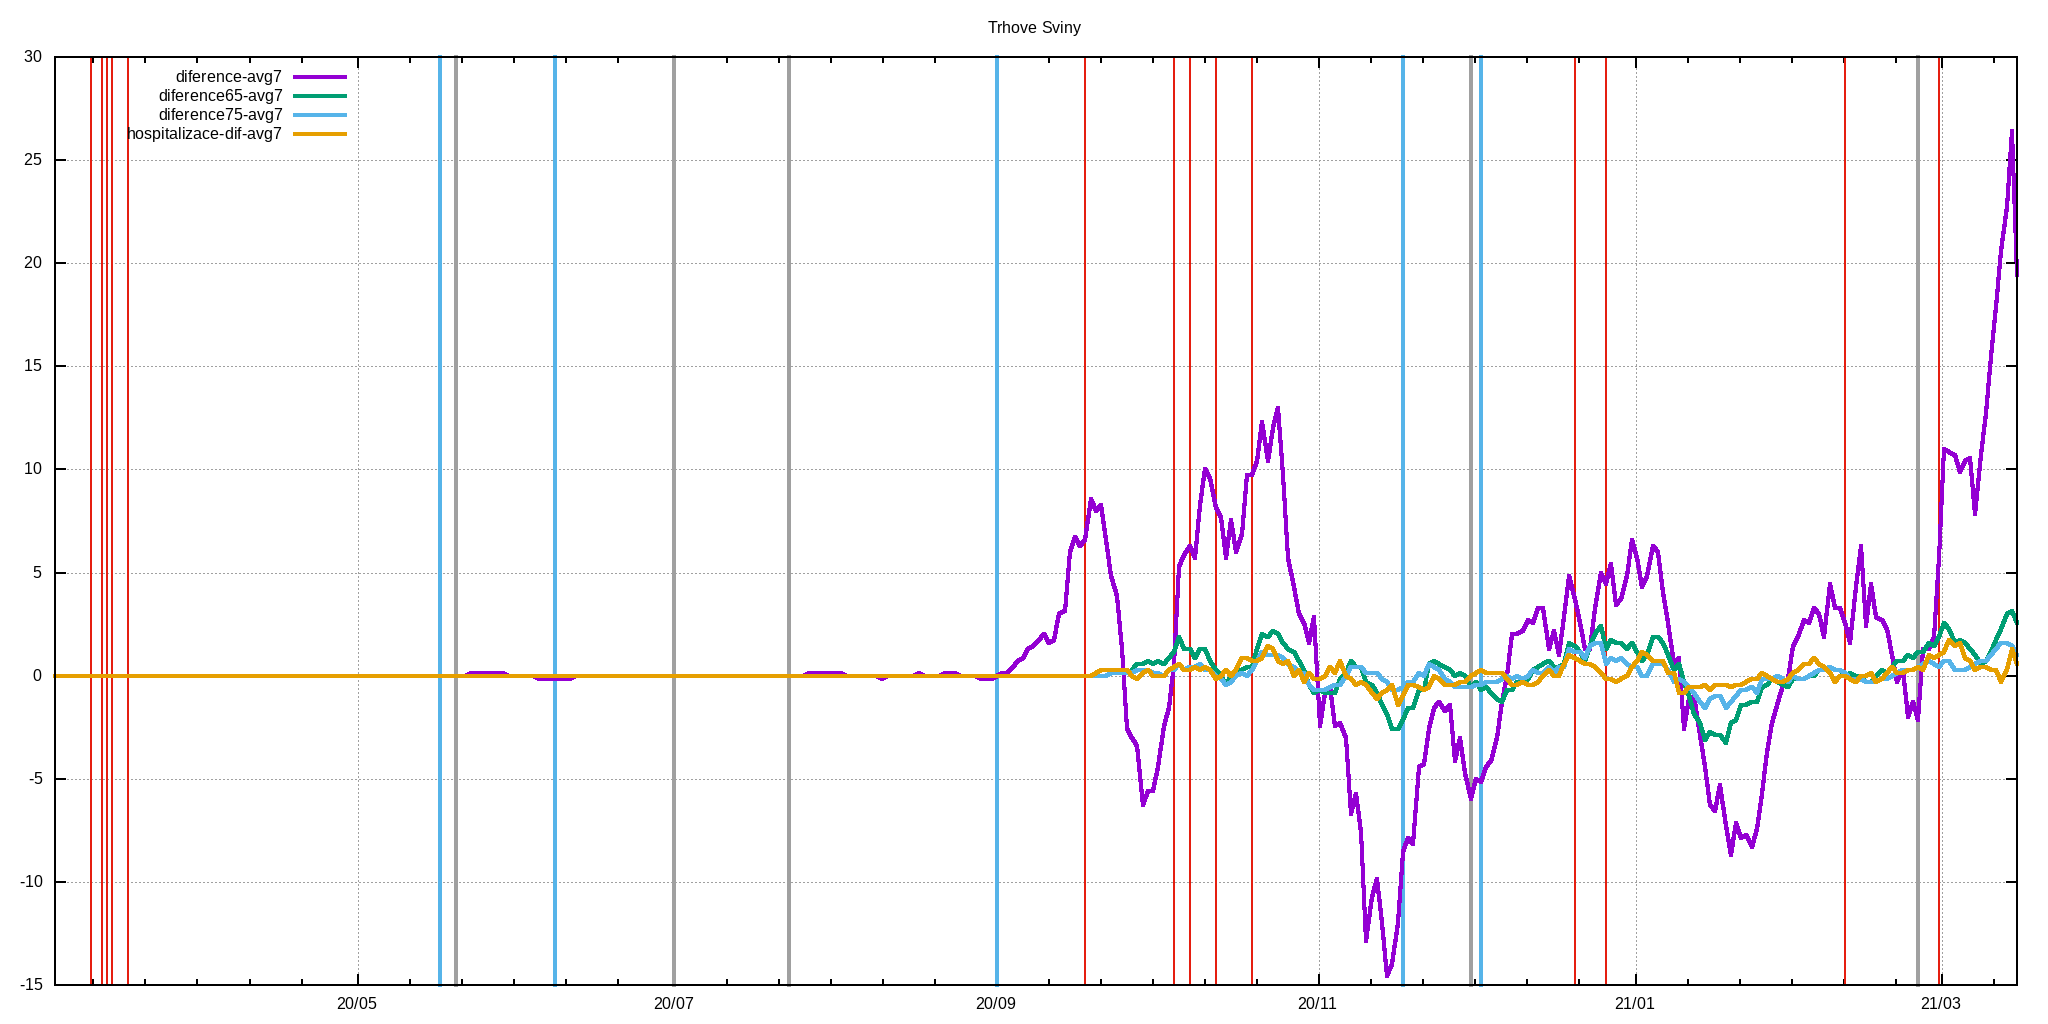 Trhove Sviny
diference-avg7
diference65-avg7
diference75-avg7
hospitalizace-dif-avg7
30
25
20
15
10
5
0
-5
-10
-15
20/05 20/07 20/09 20/11 21/01 21/03